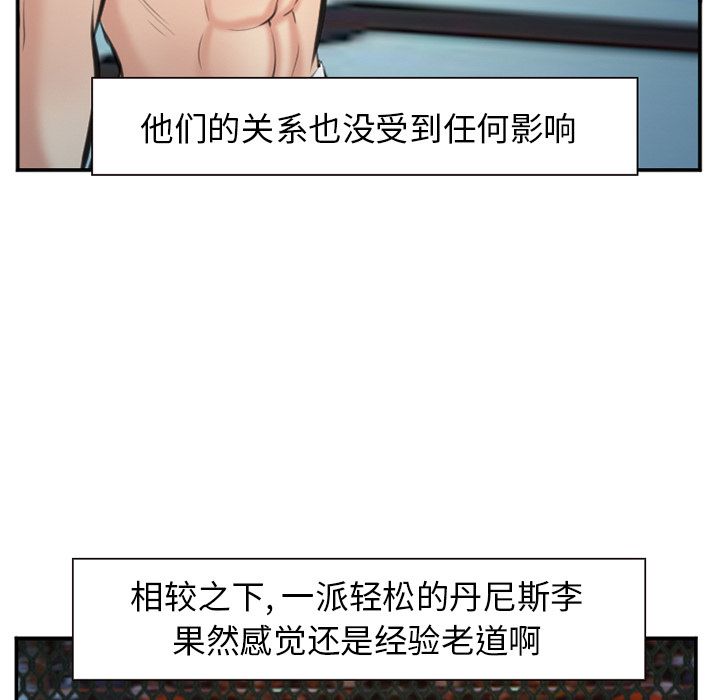 他们的关系也没受到任何影响
相较之下,一派轻松的丹尼斯李
果然感觉还是经验老道啊